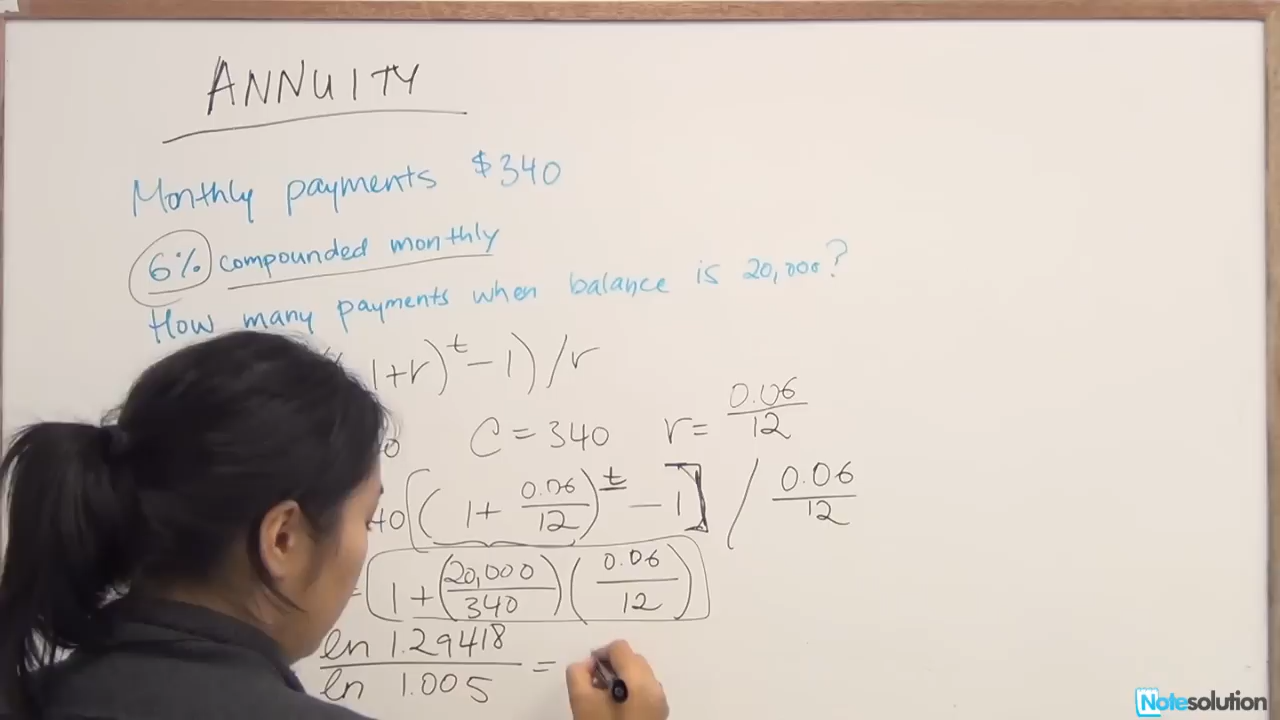 ANNUITY
Monthly payments $340
6% compounded monthly
How many payments when balance is 20,000?
1+r)^t - 1) / r
0 C = 340 r = 0.06/12
40 [(1 + 0.06/12)^t - 1] / 0.06/12
1 + (20,000/340) (0.06/12)
ln 1.29418 / ln 1.005 =
Notesolution